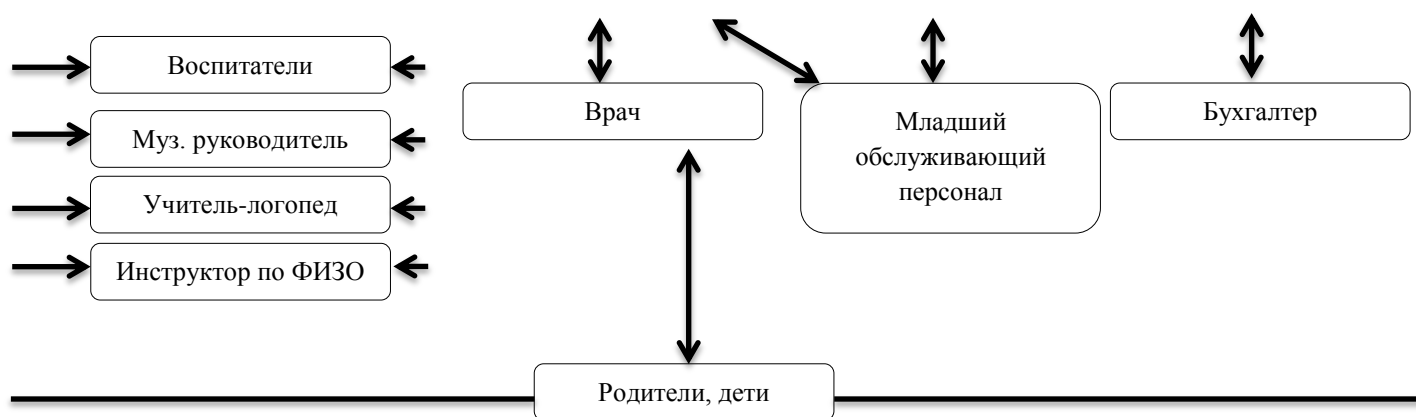 Воспитатели
Муз. руководитель
Учитель-логопед
Инструктор по ФИЗО
Врач
Младший
обслуживающий
персонал
Бухгалтер
Родители, дети